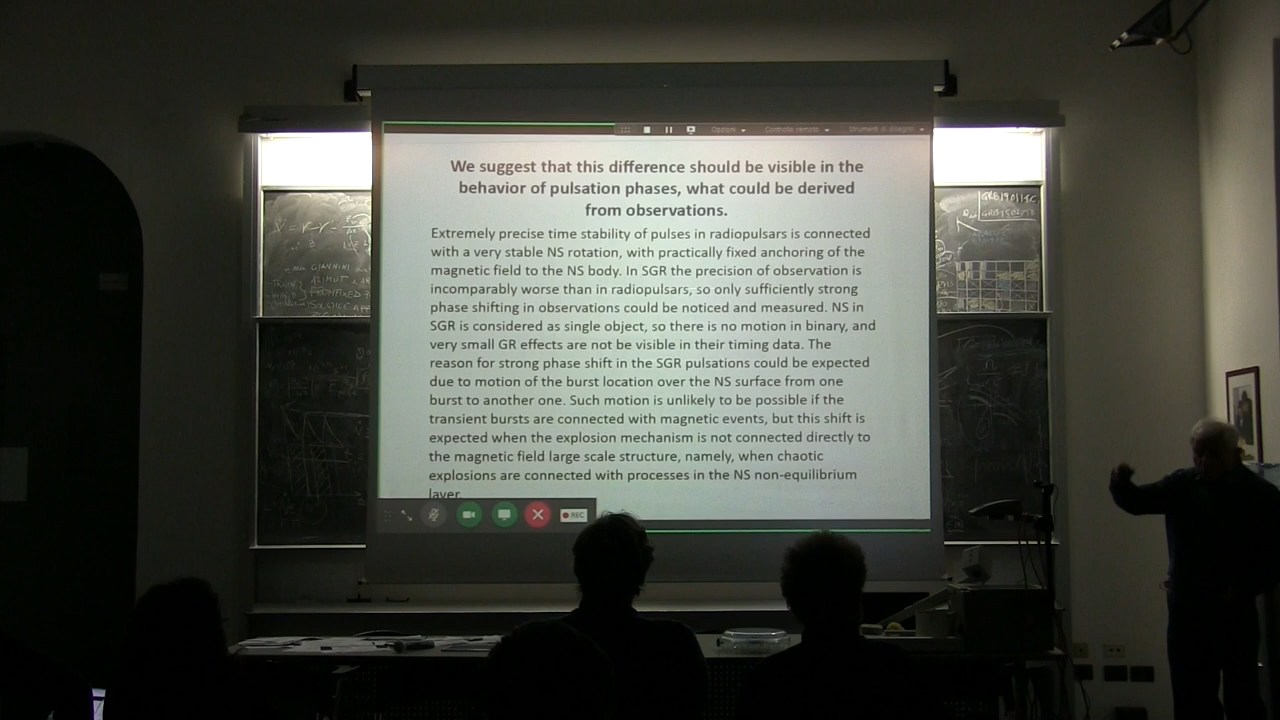 Opzioni
Controllo remoto
Strumenti di disegno
We suggest that this difference should be visible in the
behavior of pulsation phases, what could be derived
from observations.
Extremely precise time stability of pulses in radiopulsars is connected
with a very stable NS rotation, with practically fixed anchoring of the
magnetic field to the NS body. In SGR the precision of observation is
incomparably worse than in radiopulsars, so only sufficiently strong
phase shifting in observations could be noticed and measured. NS in
SGR is considered as single object, so there is no motion in binary, and
very small GR effects are not be visible in their timing data. The
reason for strong phase shift in the SGR pulsations could be expected
due to motion of the burst location over the NS surface from one
burst to another one. Such motion is unlikely to be possible if the
transient bursts are connected with magnetic events, but this shift is
expected when the explosion mechanism is not connected directly to
the magnetic field large scale structure, namely, when chaotic
explosions are connected with processes in the NS non-equilibrium
layer.
REC